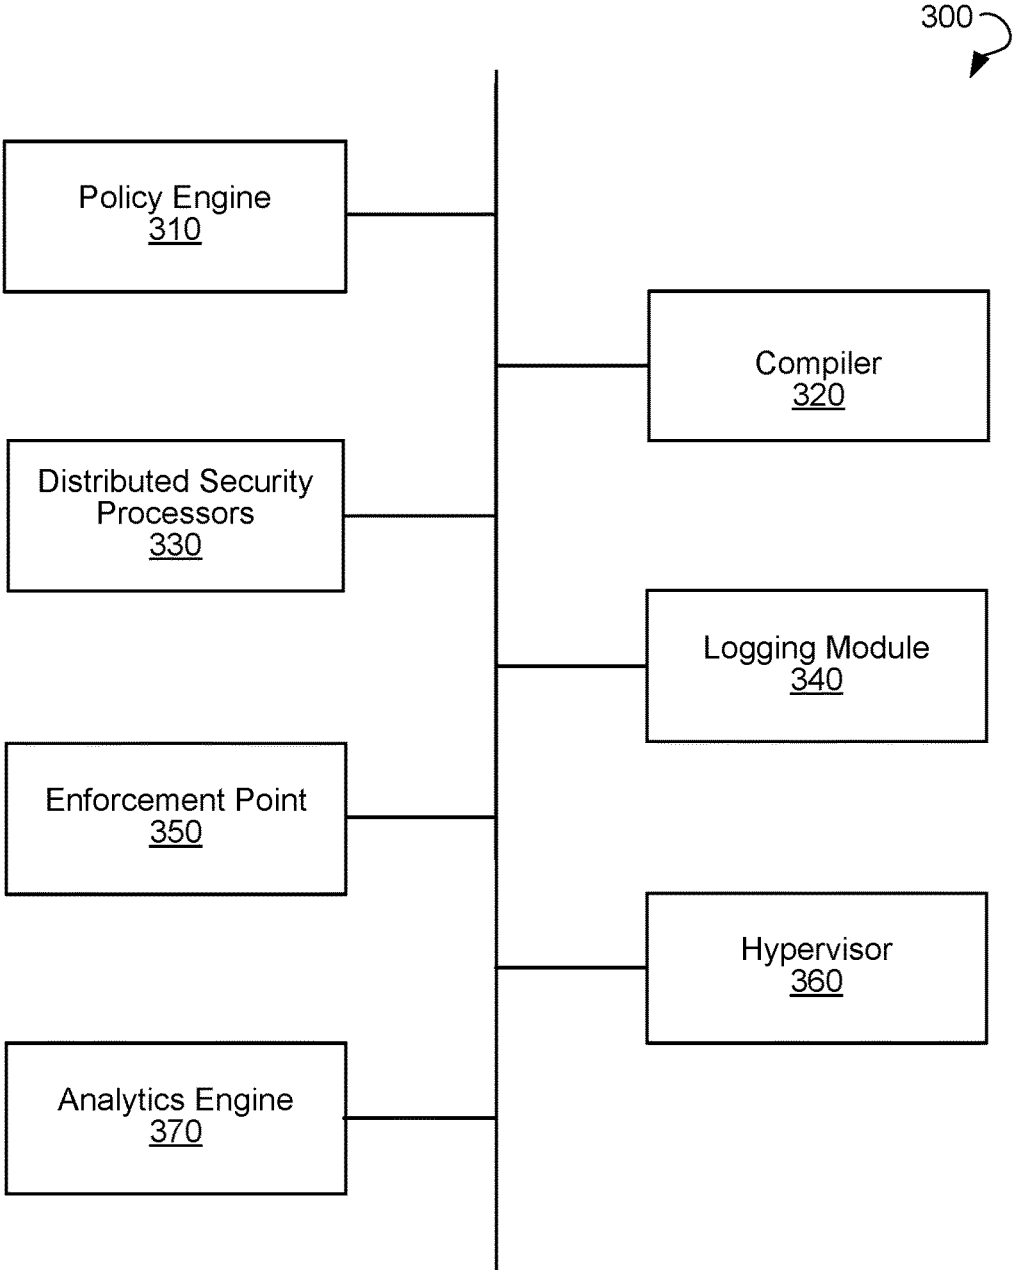 300
Policy Engine
310
Compiler
320
Distributed Security
Processors
330
Logging Module
340
Enforcement Point
350
Hypervisor
360
Analytics Engine
370